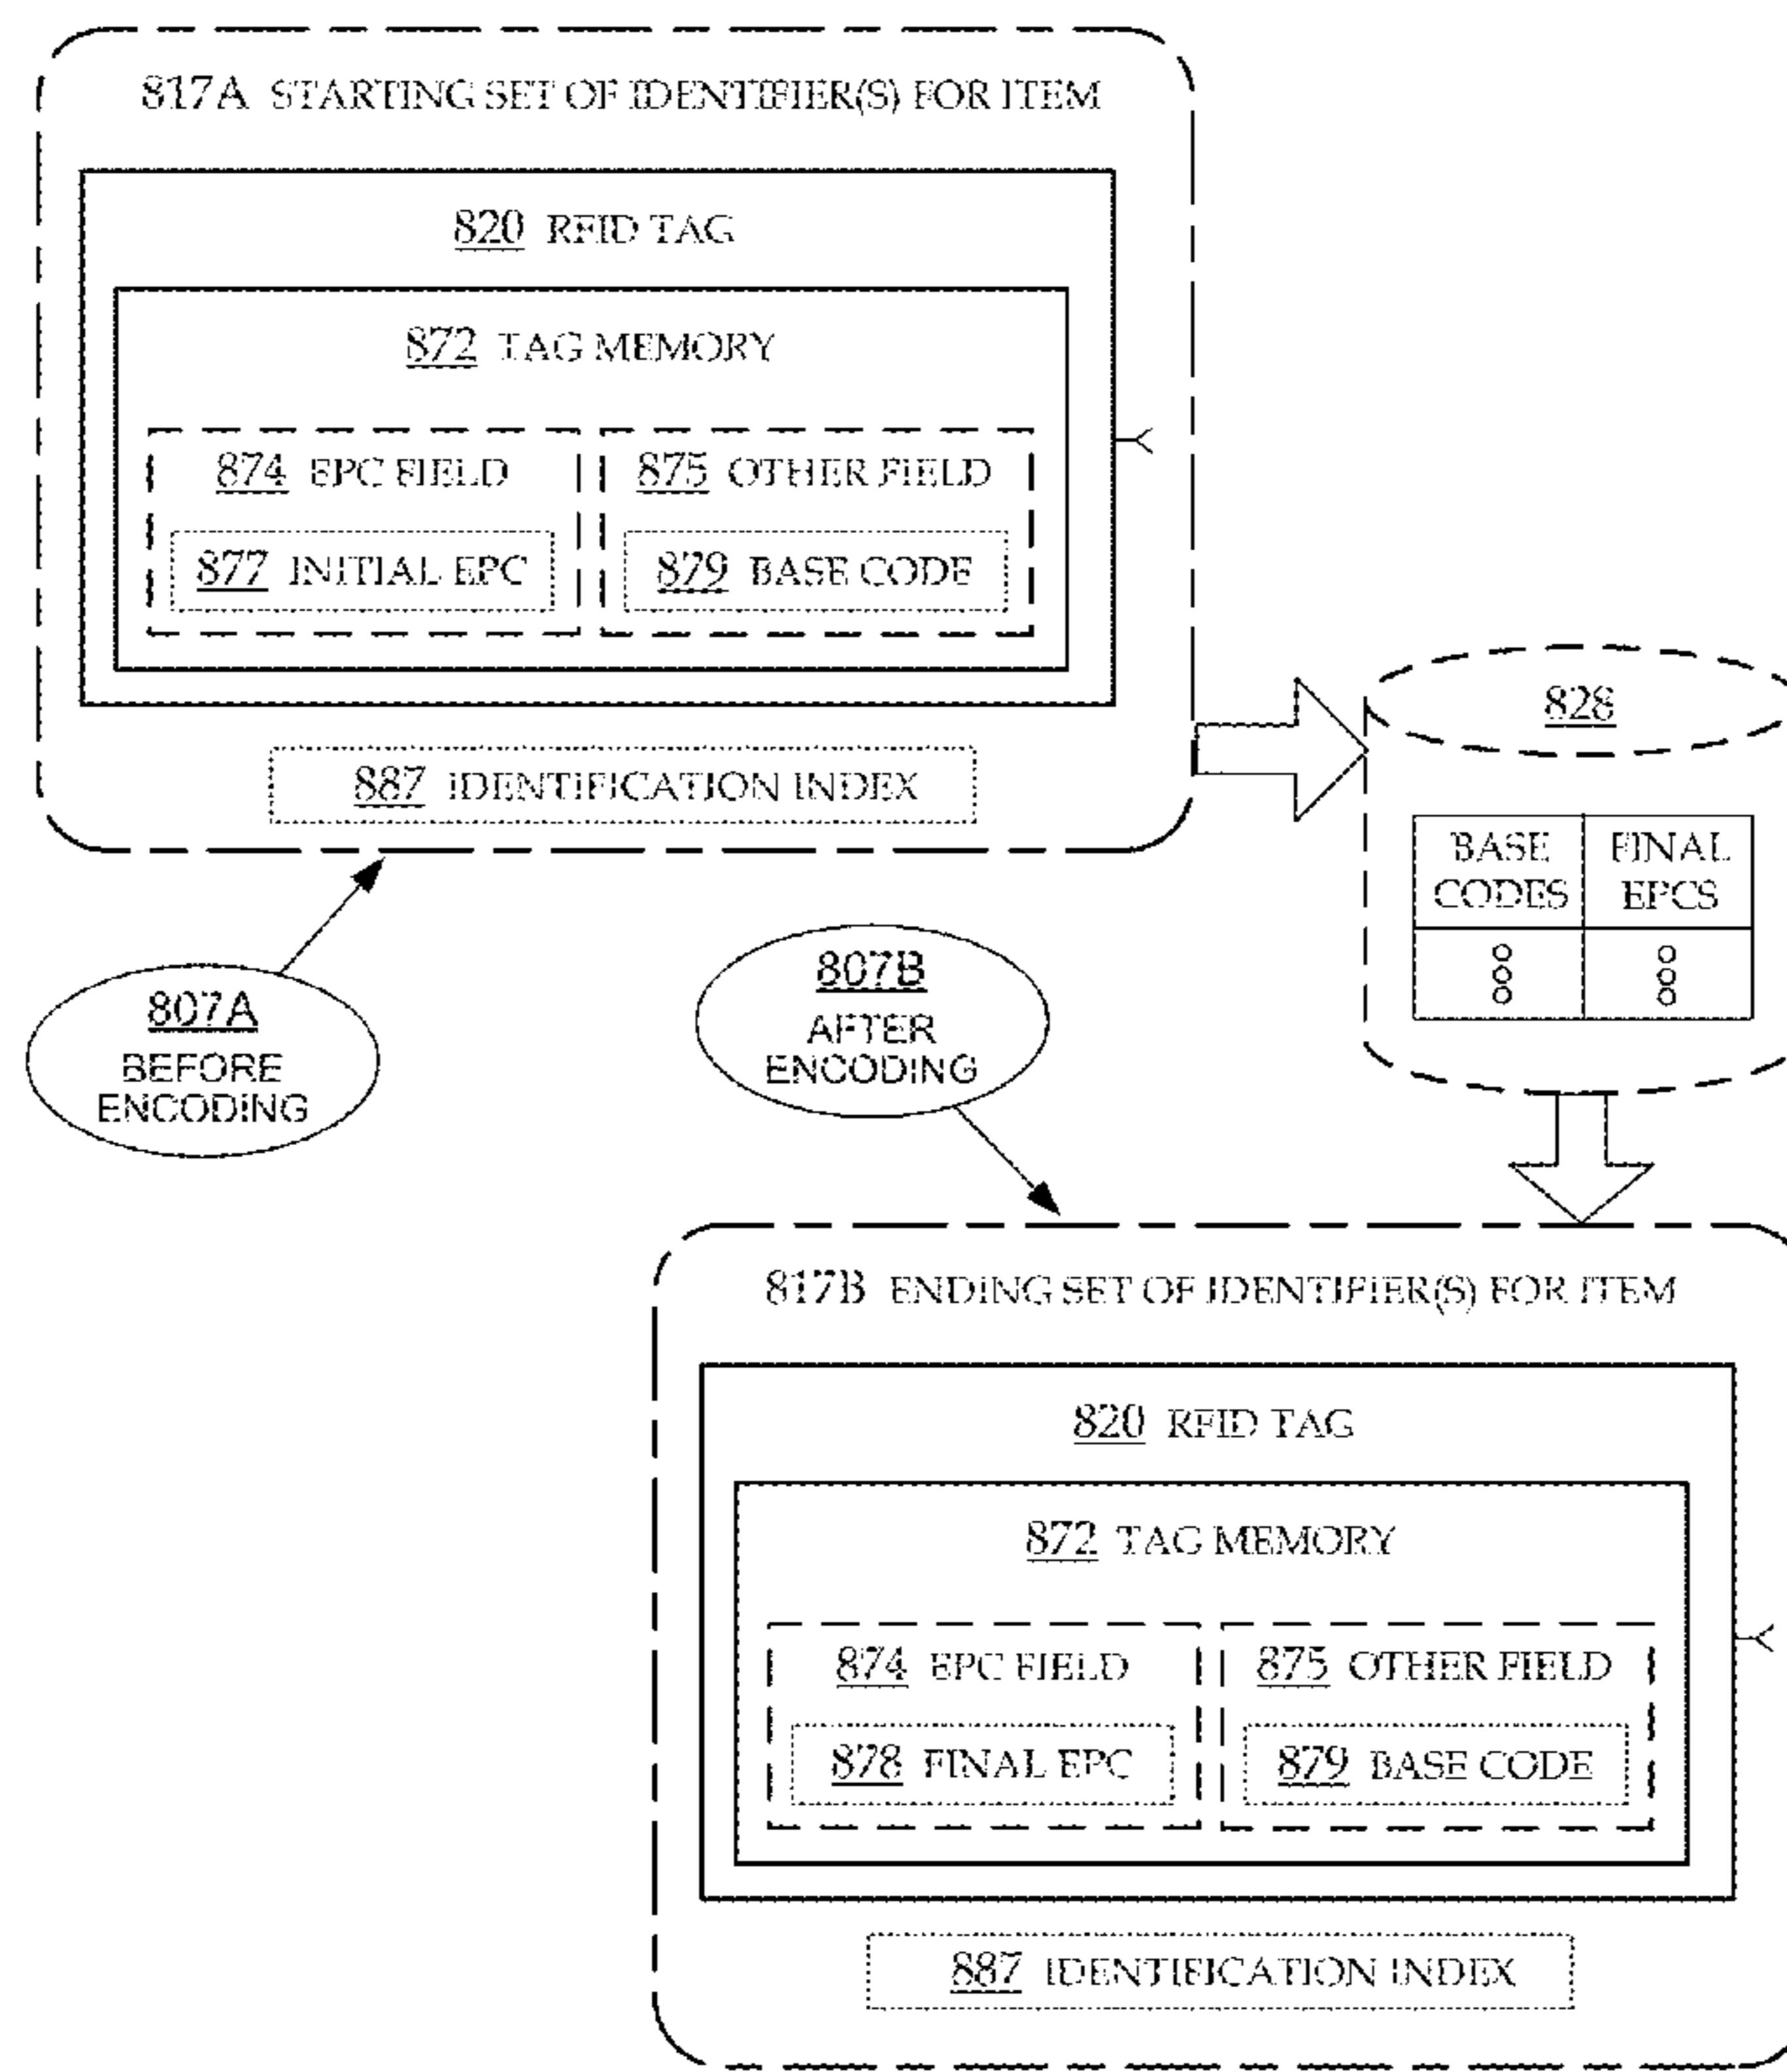 817A STARTING SET OF IDENTIFIER(S) FOR ITEM
820 RFID TAG
872 TAG MEMORY
874 EPC FIELD
875 OTHER FIELD
877 INITIAL EPC
879 BASE CODE
887 IDENTIFICATION INDEX
828
BASE
CODES
FINAL
EPCS
807A
BEFORE
ENCODING
807B
AFTER
ENCODING
817B ENDING SET OF IDENTIFIER(S) FOR ITEM
820 RFID TAG
872 TAG MEMORY
874 EPC FIELD
875 OTHER FIELD
878 FINAL EPC
879 BASE CODE
887 IDENTIFICATION INDEX